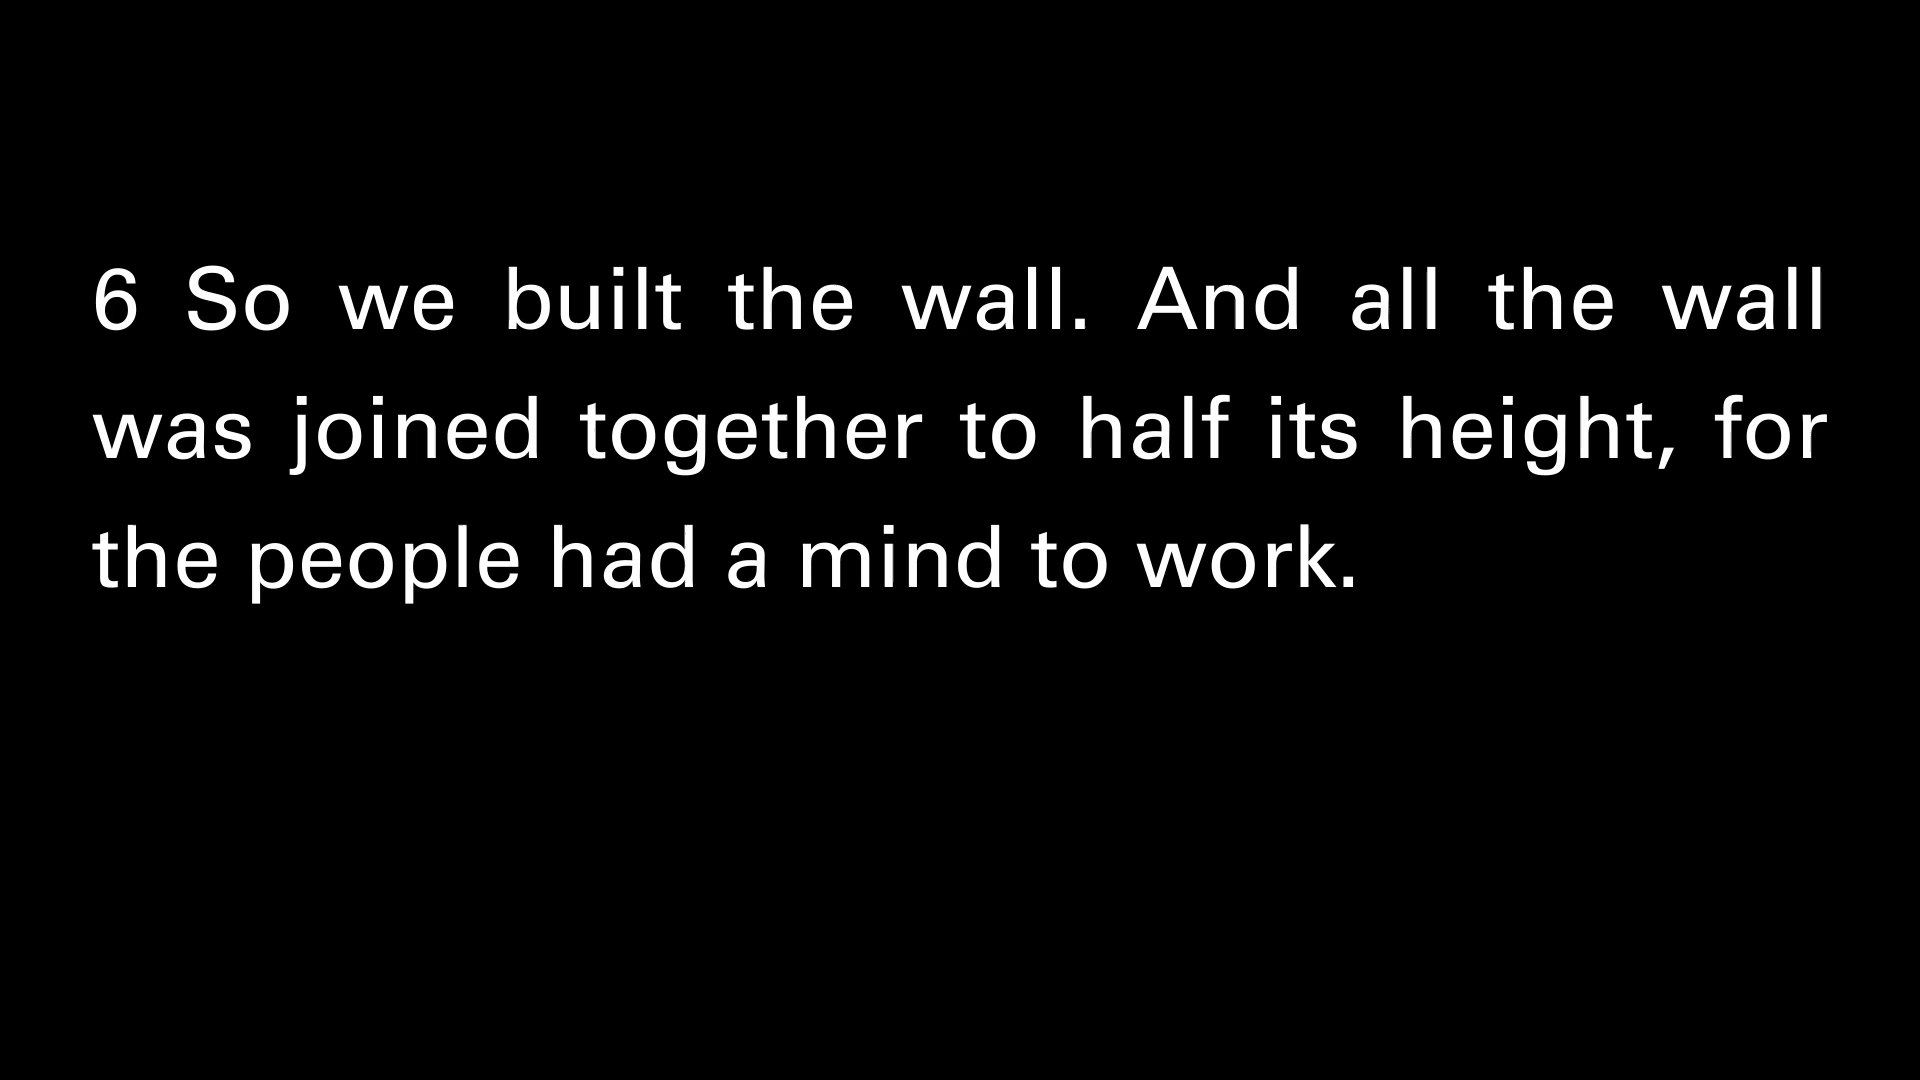 6 So we built the wall. And all the wall
was joined together to half its height, for
the people had a mind to work.